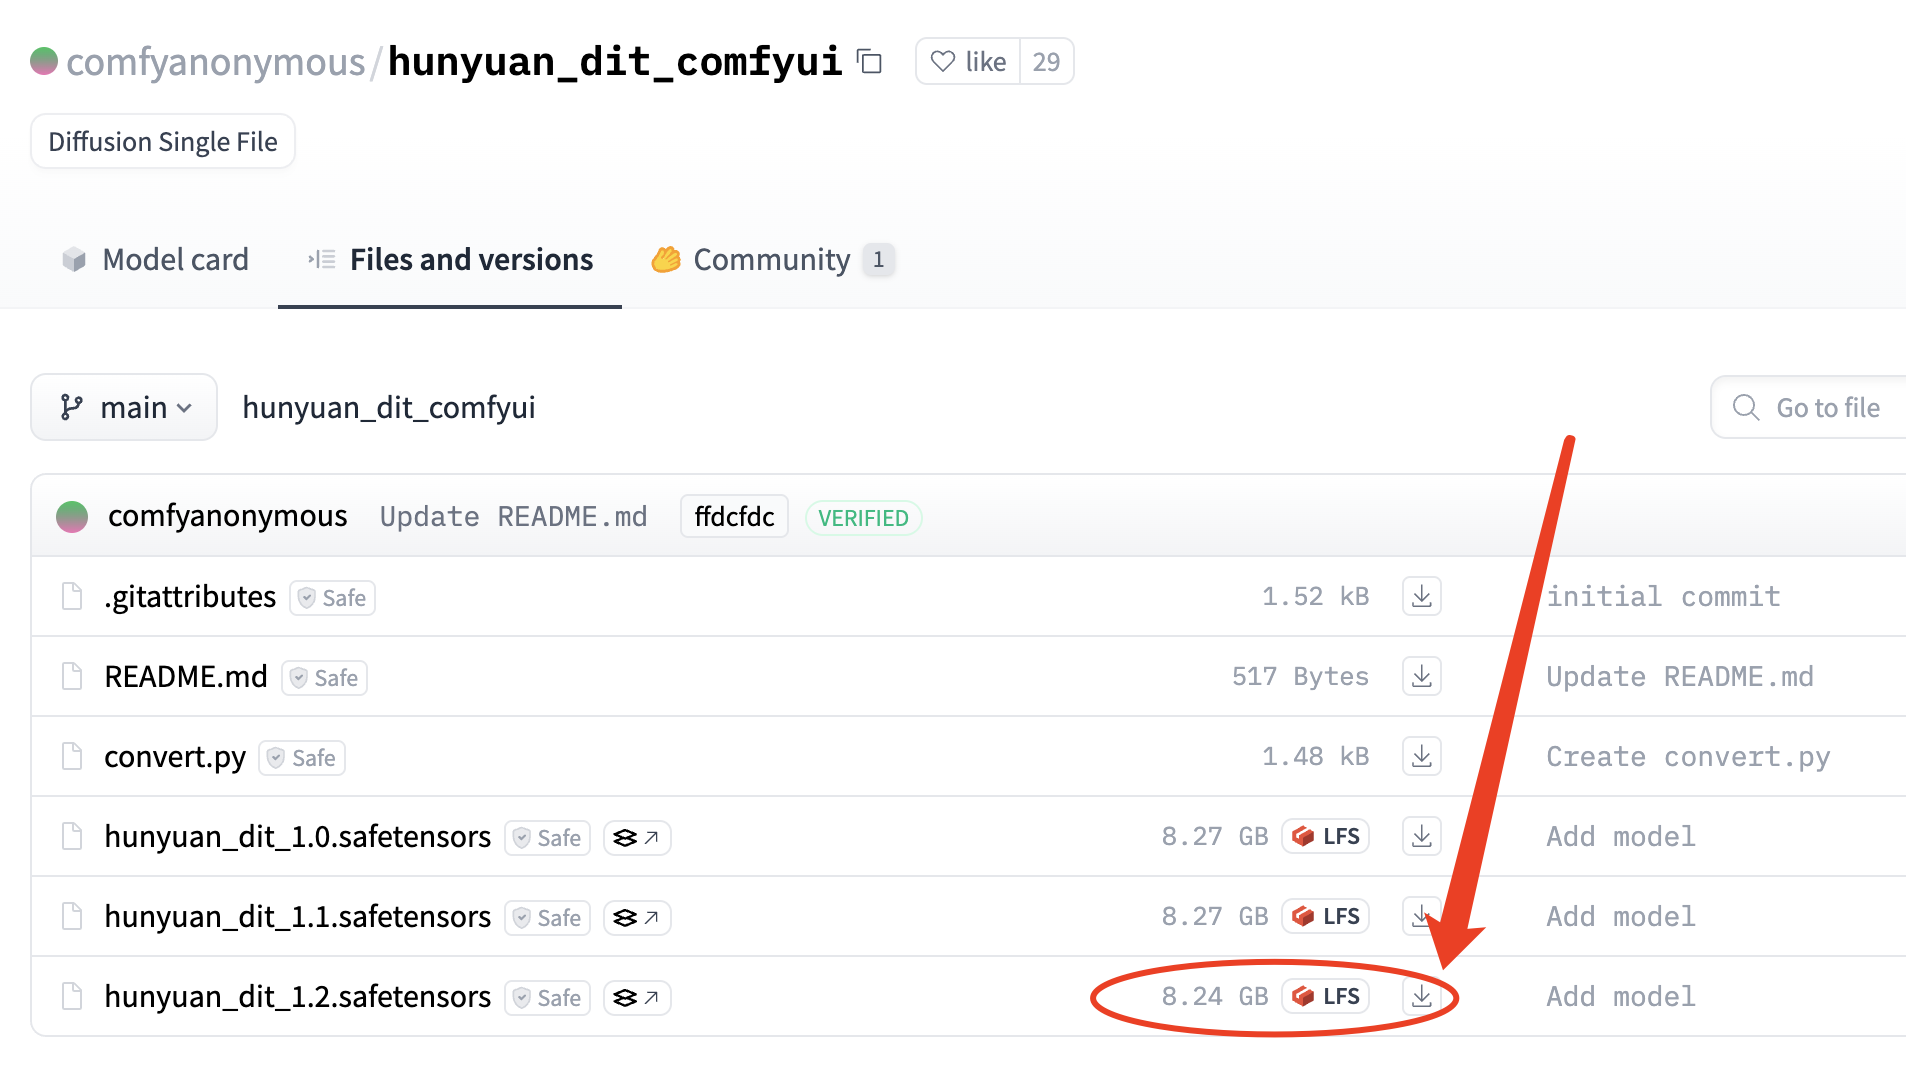 comfyanonymous/hunyuan_dit_comfyui like 29
Diffusion Single File
Model card Files and versions Community 1
main hunyuan_dit_comfyui Go to file
comfyanonymous Update README.md ffdcfdc VERIFIED
.gitattributes Safe 1.52 kB initial commit
README.md Safe 517 Bytes Update README.md
convert.py Safe 1.48 kB Create convert.py
hunyuan_dit_1.0.safetensors Safe 8.27 GB LFS Add model
hunyuan_dit_1.1.safetensors Safe 8.27 GB LFS Add model
hunyuan_dit_1.2.safetensors Safe 8.24 GB LFS Add model